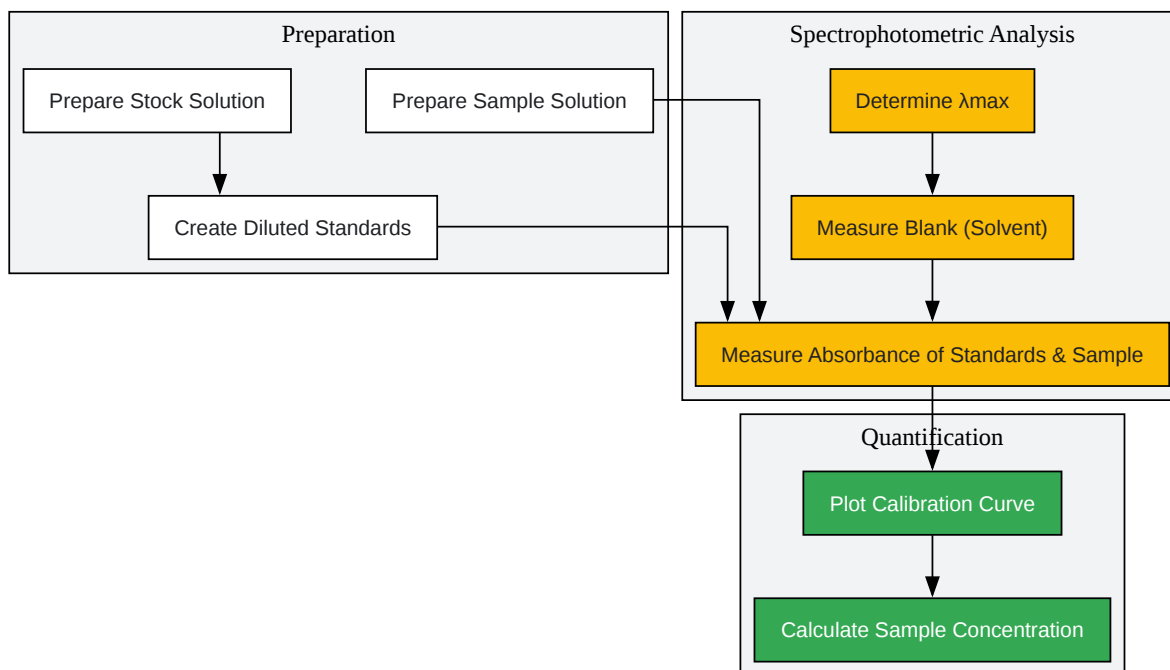 Preparation
Prepare Stock Solution
Prepare Sample Solution
Create Diluted Standards
Spectrophotometric Analysis
Determine λmax
Measure Blank (Solvent)
Measure Absorbance of Standards & Sample
Quantification
Plot Calibration Curve
Calculate Sample Concentration